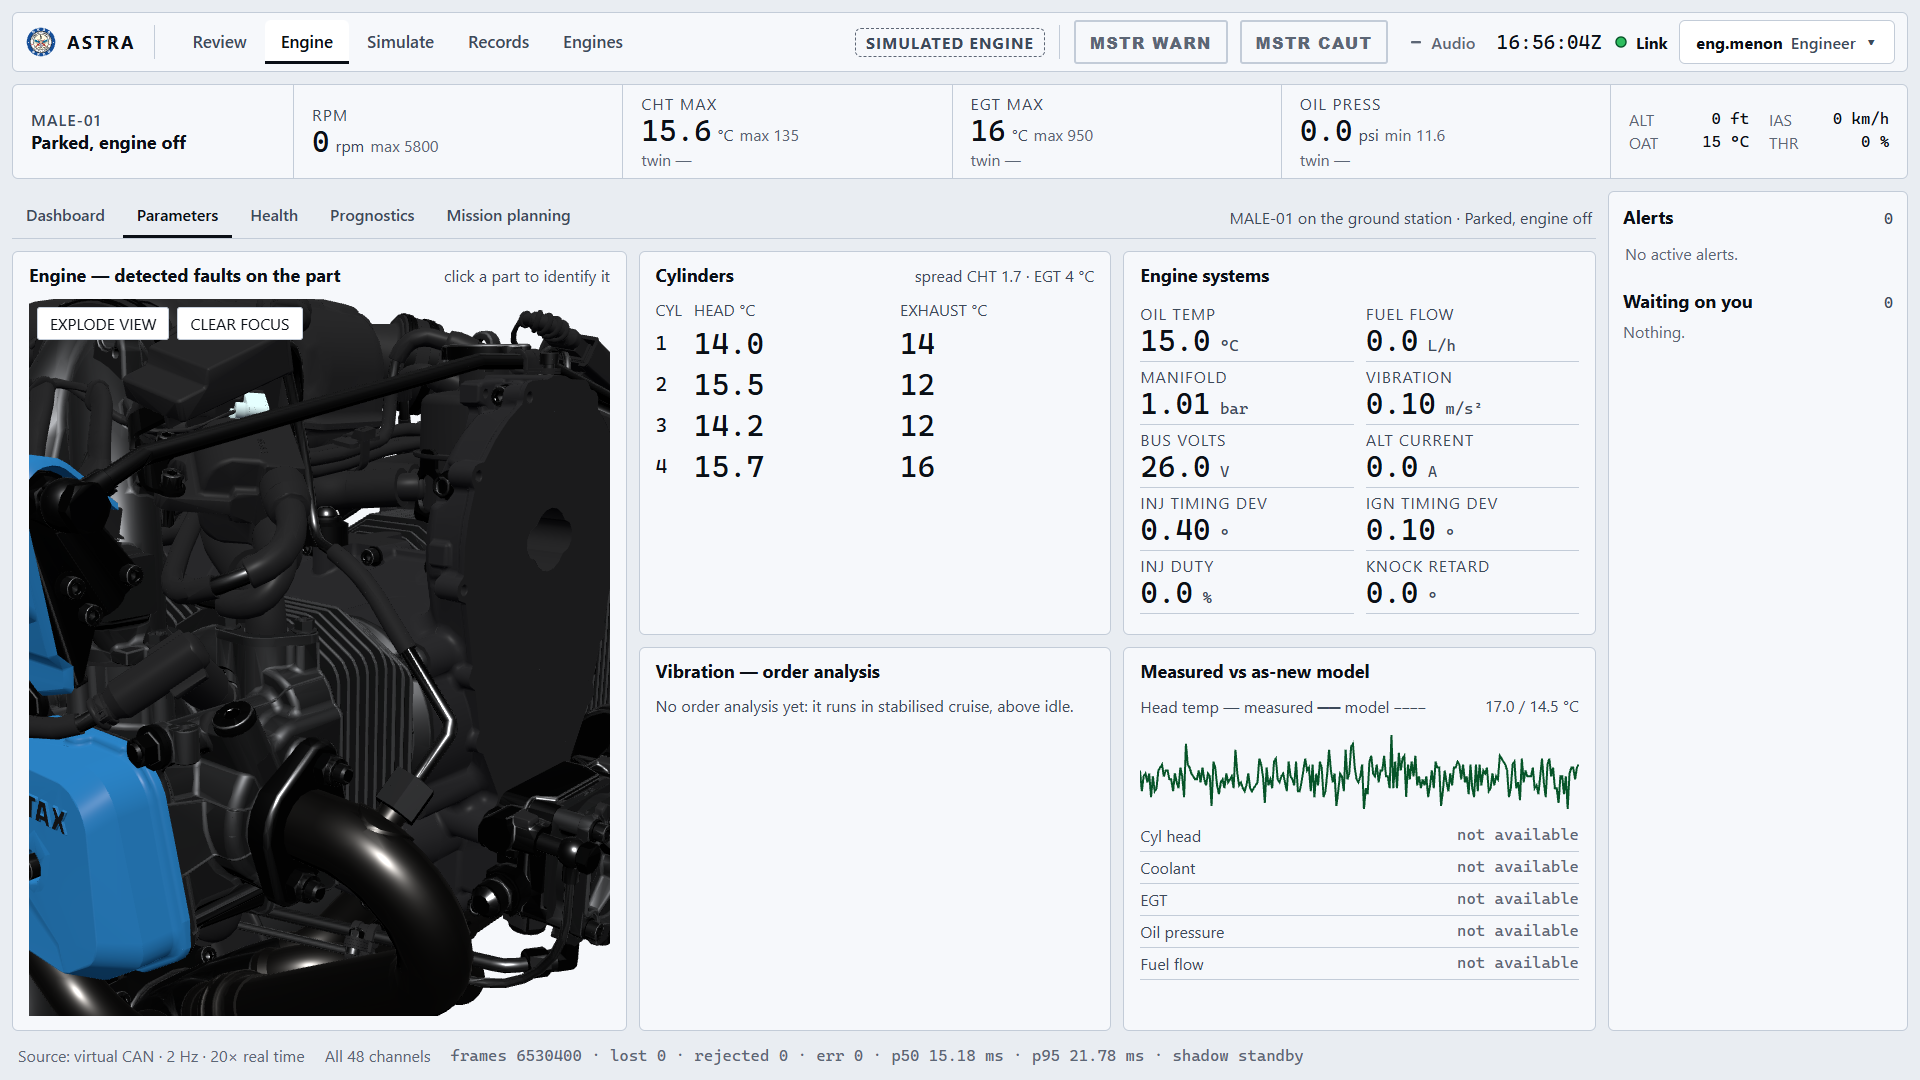 ASTRA
Review Engine Simulate Records Engines
SIMULATED ENGINE
MSTR WARN MSTR CAUT
– Audio 16:56:04Z Link
eng.menon Engineer ▼
MALE-01
Parked, engine off
RPM
0 rpm max 5800
CHT MAX
15.6 °C max 135
twin —
EGT MAX
16 °C max 950
twin —
OIL PRESS
0.0 psi min 11.6
twin —
ALT 0 ft IAS 0 km/h
OAT 15 °C THR 0 %
Dashboard Parameters Health Prognostics Mission planning
MALE-01 on the ground station · Parked, engine off
Engine — detected faults on the part
click a part to identify it
EXPLODE VIEW CLEAR FOCUS
TAX
Cylinders
spread CHT 1.7 · EGT 4 °C
CYL HEAD °C EXHAUST °C
1 14.0 14
2 15.5 12
3 14.2 12
4 15.7 16
Engine systems
OIL TEMP FUEL FLOW
15.0 °C 0.0 L/h
MANIFOLD VIBRATION
1.01 bar 0.10 m/s²
BUS VOLTS ALT CURRENT
26.0 V 0.0 A
INJ TIMING DEV IGN TIMING DEV
0.40 ° 0.10 °
INJ DUTY KNOCK RETARD
0.0 % 0.0 °
Vibration — order analysis
No order analysis yet: it runs in stabilised cruise, above idle.
Measured vs as-new model
Head temp — measured —— model ---- 17.0 / 14.5 °C
Cyl head not available
Coolant not available
EGT not available
Oil pressure not available
Fuel flow not available
Alerts 0
No active alerts.
Waiting on you 0
Nothing.
Source: virtual CAN · 2 Hz · 20× real time All 48 channels frames 6530400 · lost 0 · rejected 0 · err 0 · p50 15.18 ms · p95 21.78 ms · shadow standby